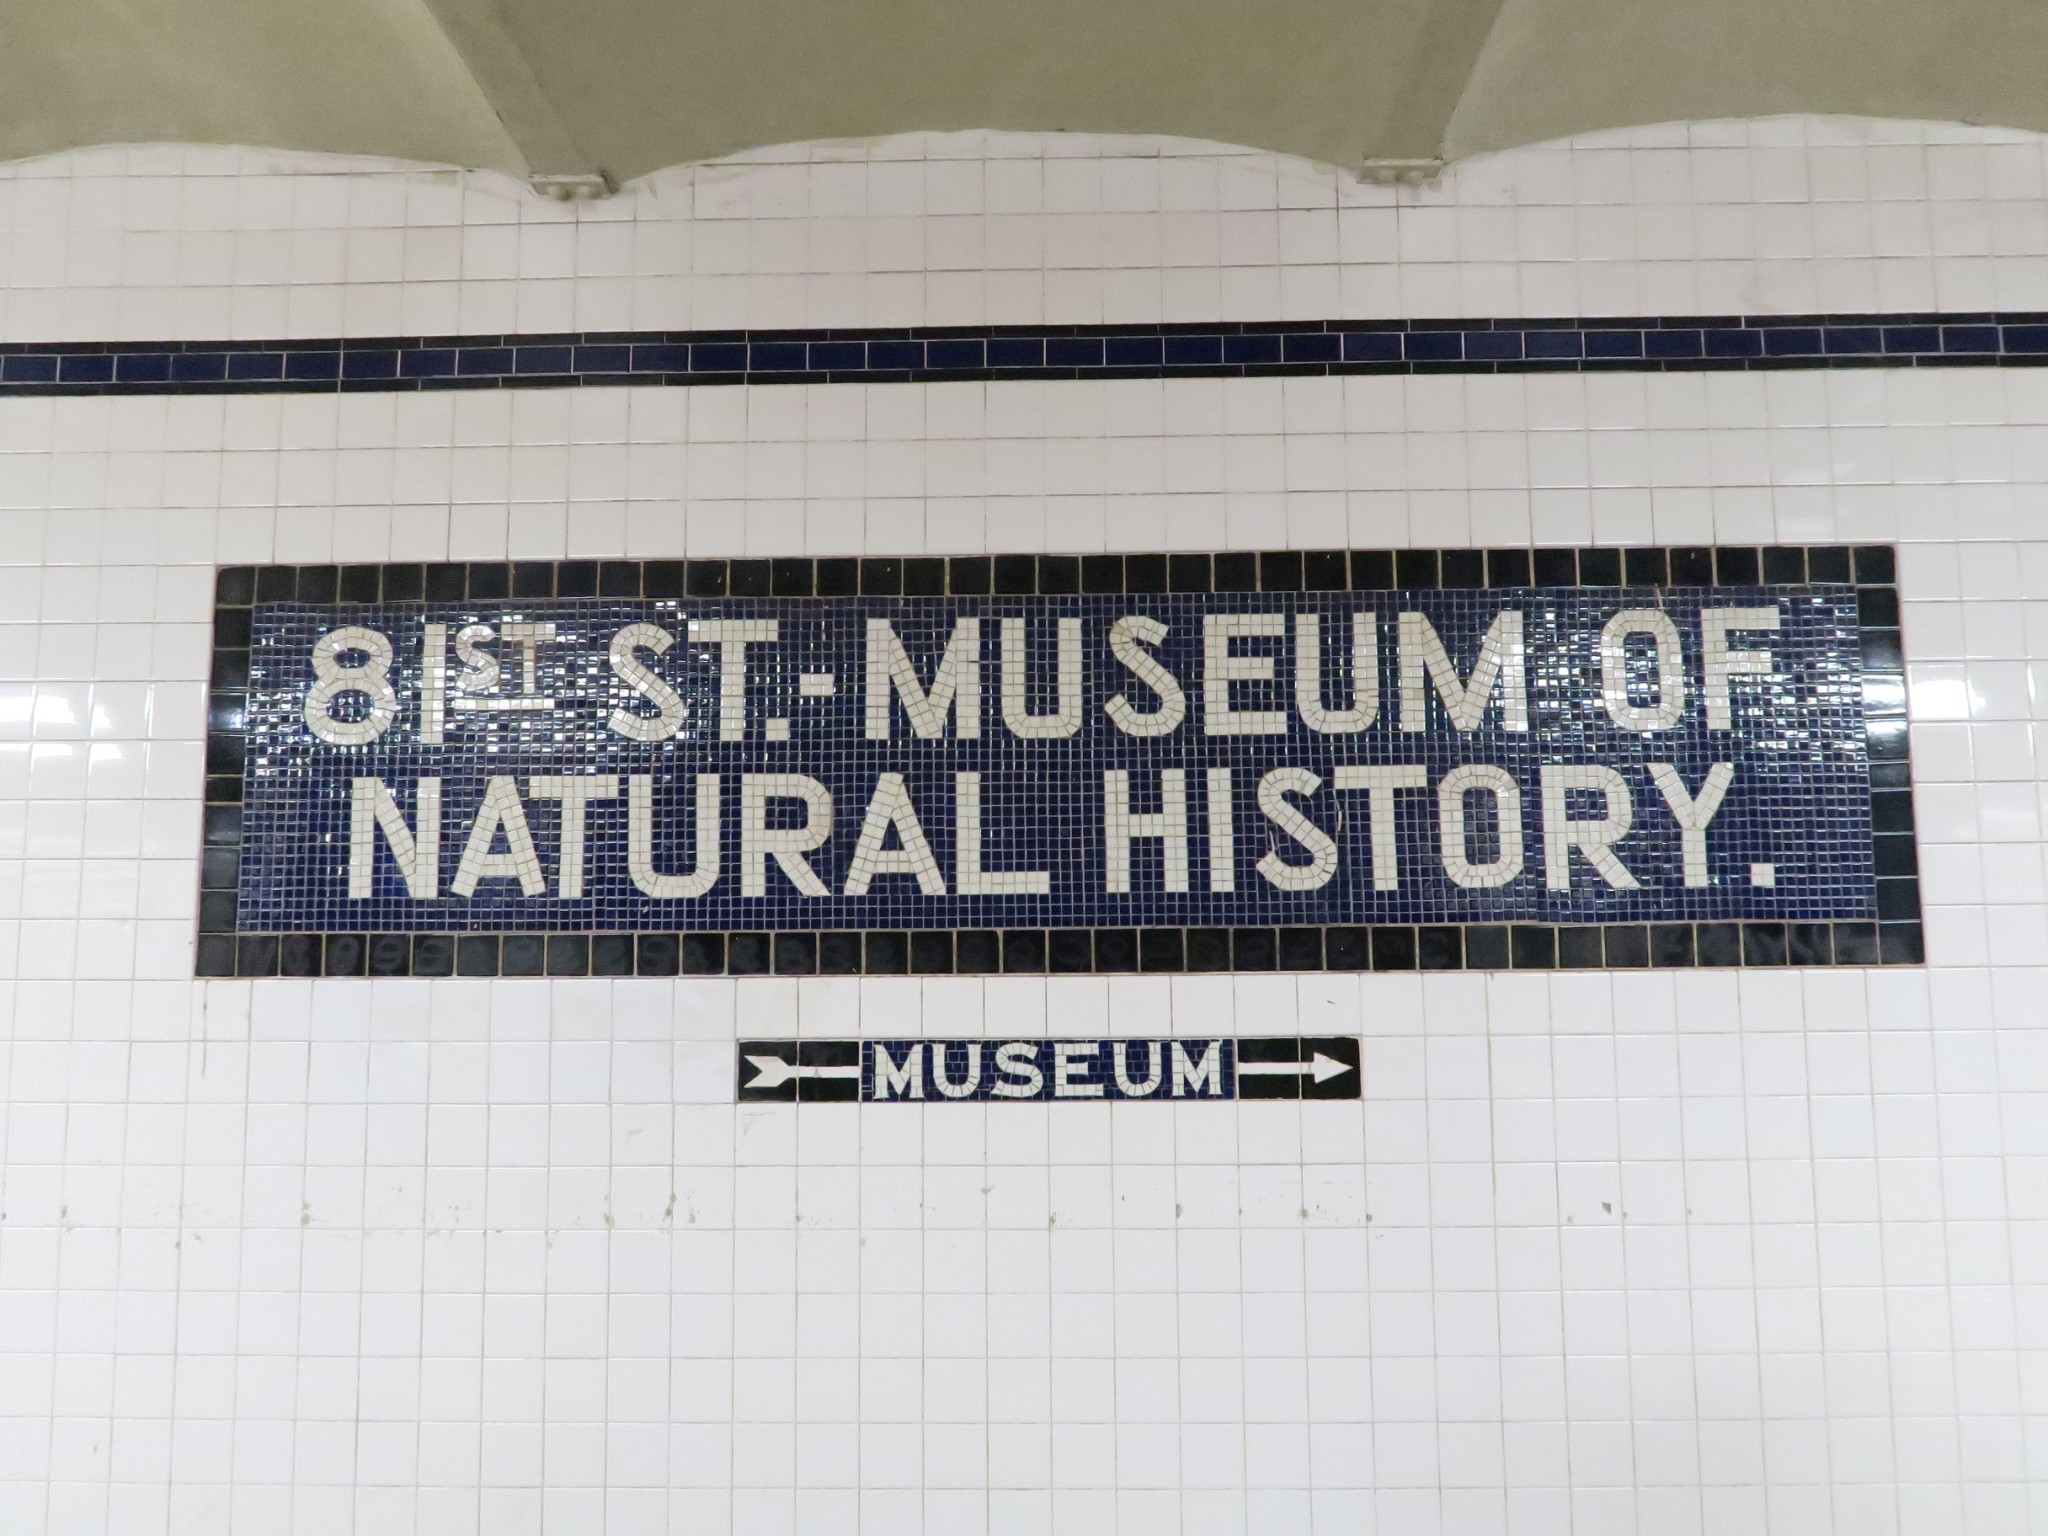 81ST ST.-MUSEUM OF
NATURAL HISTORY.
MUSEUM